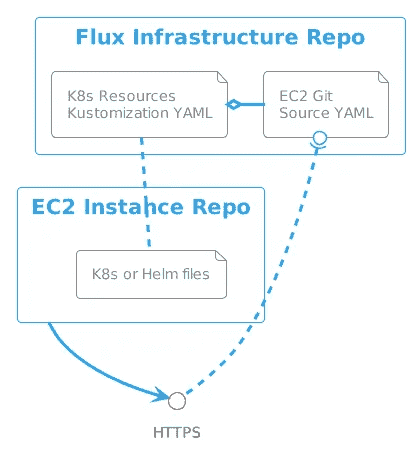 Flux Infrastructure Repo
K8s Resources
Kustomization YAML
EC2 Git
Source YAML
EC2 Instance Repo
K8s or Helm files
HTTPS